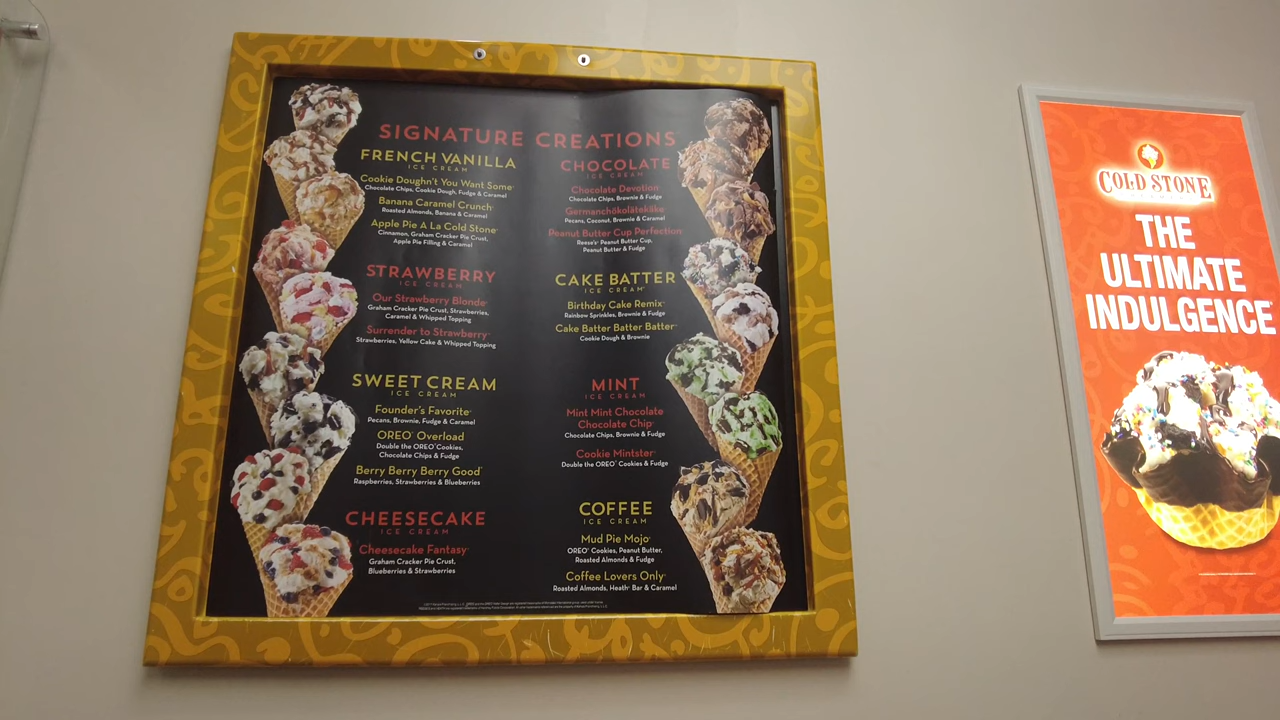 SIGNATURE CREATIONS
FRENCH VANILLA
ICE CREAM
Cookie Doughn't You Want Some
Chocolate Chips, Cookie Dough, Fudge & Caramel
Banana Caramel Crunch
Roasted Almonds, Banana & Caramel
Apple Pie A La Cold Stone
Cinnamon, Graham Cracker Pie Crust,
Apple Pie Filling & Caramel
STRAWBERRY
ICE CREAM
Our Strawberry Blonde
Graham Cracker Pie Crust, Strawberries,
Caramel & Whipped Topping
Surrender to Strawberry
Strawberries, Yellow Cake & Whipped Topping
SWEET CREAM
ICE CREAM
Founder's Favorite
Pecans, Brownie, Fudge & Caramel
OREO® Overload
Double the OREO® Cookies,
Chocolate Chips & Fudge
Berry Berry Berry Good
Raspberries, Strawberries & Blueberries
CHEESECAKE
ICE CREAM
Cheesecake Fantasy
Graham Cracker Pie Crust,
Blueberries & Strawberries
CHOCOLATE
ICE CREAM
Chocolate Devotion
Chocolate Chips, Brownie & Fudge
Germanchökolätekäke
Pecans, Coconut, Brownie & Caramel
Peanut Butter Cup Perfection
Reese's® Peanut Butter Cup,
Peanut Butter & Fudge
CAKE BATTER
ICE CREAM
Birthday Cake Remix
Rainbow Sprinkles, Brownie & Fudge
Cake Batter Batter Batter
Cookie Dough & Brownie
MINT
ICE CREAM
Mint Mint Chocolate
Chocolate Chip
Chocolate Chips, Brownie & Fudge
Cookie Mintster
Double the OREO® Cookies & Fudge
COFFEE
ICE CREAM
Mud Pie Mojo
OREO® Cookies, Peanut Butter,
Roasted Almonds & Fudge
Coffee Lovers Only
Roasted Almonds, Heath® Bar & Caramel
COLD STONE
THE
ULTIMATE
INDULGENCE